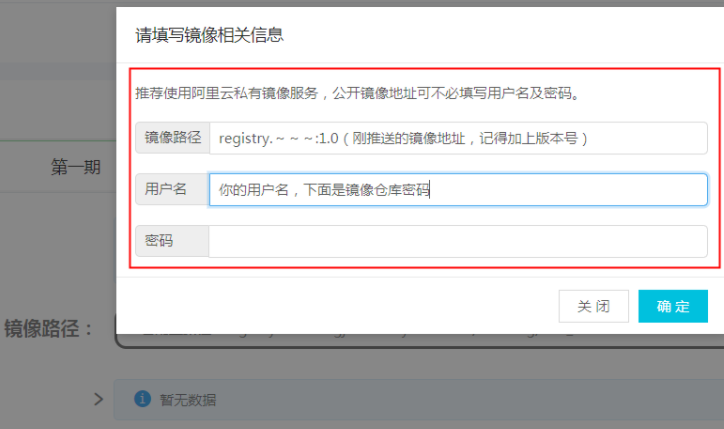 请填写镜像相关信息
推荐使用阿里云私有镜像服务，公开镜像地址可不必填写用户名及密码。
镜像路径 registry.～～～:1.0（刚推送的镜像地址，记得加上版本号）
第一期
用户名 你的用户名，下面是镜像仓库密码
密码
关 闭 确 定
镜像路径：
暂无数据